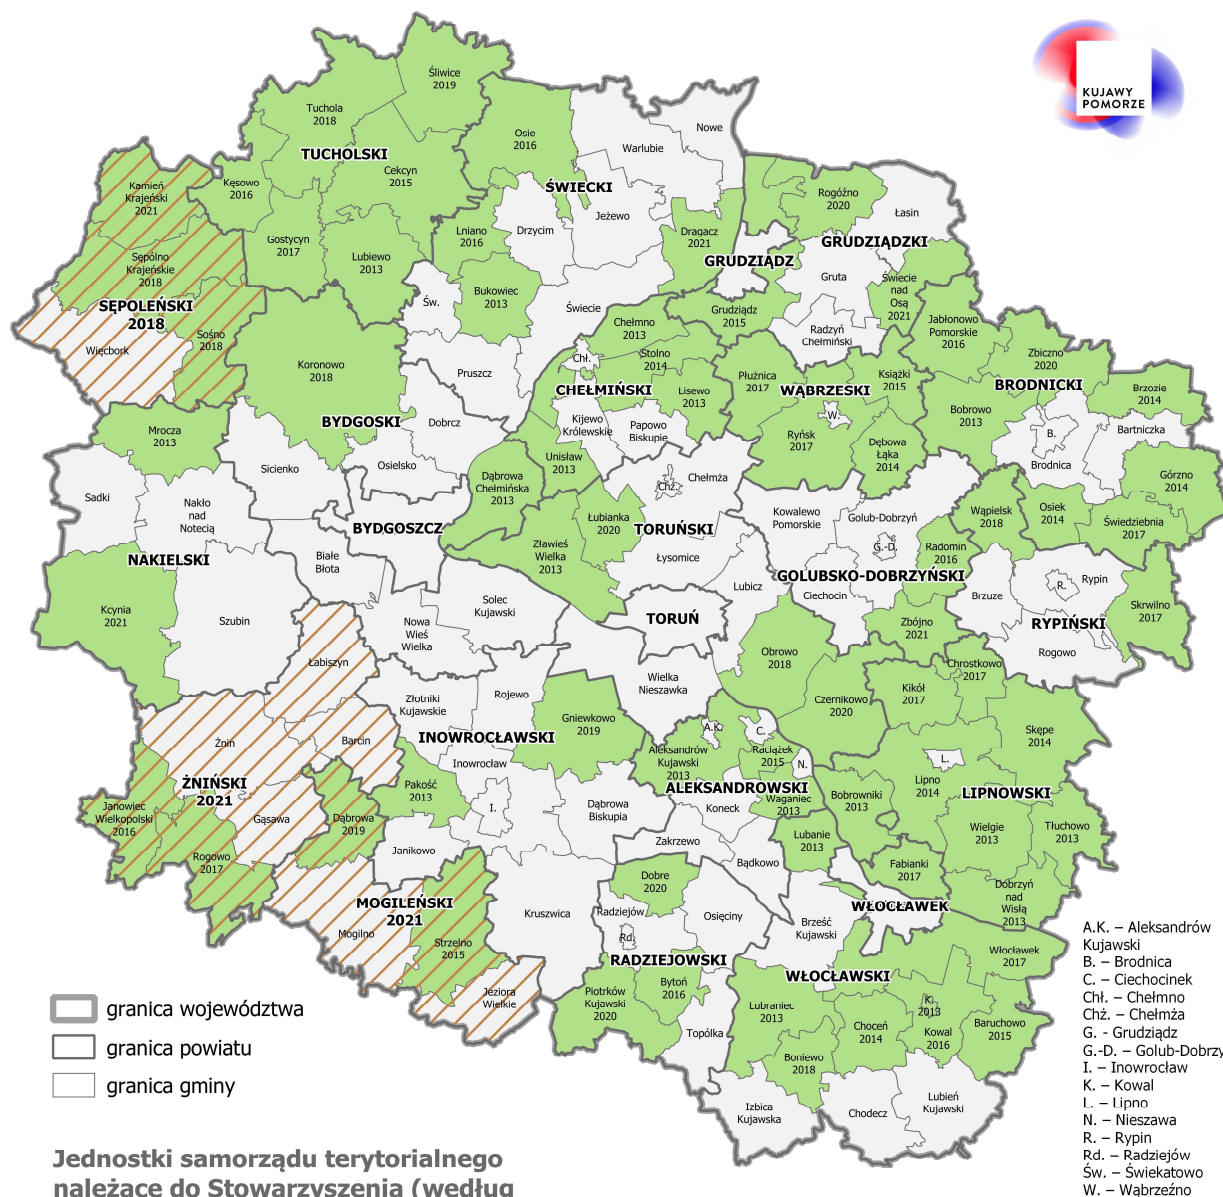 KUJAWY
POMORZE
Śliwice
2019
Tuchola
2018
TUCHOLSKI
Cekcyn
2015
Kęsowo
2016
Gostycyn
2017
Lubiewo
2013
Osie
2016
Nowe
Warlubie
ŚWIECKI
Jeżewo
Drzycim
Lniano
2016
Dragacz
2021
Bukowiec
2013
Św.
Świecie
Pruszcz
Kamień
Krajeński
2021
Sępólno
Krajeńskie
2018
SĘPOLEŃSKI
2018
Więcbork
Sośno
2018
Rogóźno
2020
Łasin
GRUDZIĄDZKI
GRUDZIĄDZ
Gruta
Świecie
nad
Osą
2021
Grudziądz
2015
Radzyń
Chełmiński
Chełmno
2013
Chł.
Stolno
2014
CHEŁMIŃSKI
Lisewo
2013
Kijewo
Królewskie
Papowo
Biskupie
Unisław
2013
Płużnica
2017
WĄBRZESKI
Książki
2015
W.
Ryńsk
2017
Dębowa
Łąka
2014
Jabłonowo
Pomorskie
2016
Zbiczno
2020
BRODNICKI
Brzozie
2014
Bobrowo
2013
B.
Bartniczka
Brodnica
Górzno
2014
Osiek
2014
Świedziebnia
2017
Koronowo
2018
BYDGOSKI
Dobrcz
Sicienko
Osielsko
Dąbrowa
Chełmińska
2013
BYDGOSZCZ
Białe
Błota
Solec
Kujawski
Nowa
Wieś
Wielka
Mrocza
2013
Sadki
Nakło
nad
Notecią
NAKIELSKI
Kcynia
2021
Szubin
Chełmża
Chż.
Łubianka
2020
TORUŃSKI
Zławieś
Wielka
2013
Łysomice
Lubicz
TORUŃ
Obrowo
2018
Wielka
Nieszawka
Czernikowo
2020
Kowalewo
Pomorskie
Golub-Dobrzyń
G.-D.
Radomin
2016
GOLUBSKO-DOBRZYŃSKI
Ciechocin
Zbójno
2021
Wąpielsk
2018
Brzuze
R.
Rypin
Skrwilno
2017
RYPIŃSKI
Rogowo
Łabiszyn
Żnin
Barcin
ŻNIŃSKI
2021
Janowiec
Wielkopolski
2016
Gąsawa
Rogowo
2017
Złotniki
Kujawskie
Rojewo
Gniewkowo
2019
INOWROCŁAWSKI
Inowrocław
Pakość
2013
I.
Dąbrowa
Biskupia
Janikowo
Kruszwica
Dąbrowa
2019
MOGILEŃSKI
2021
Mogilno
Strzelno
2015
Jeziora
Wielkie
A.K.
C.
Aleksandrów
Kujawski
2013
Raciążek
2015
N.
ALEKSANDROWSKI
Koneck
Waganiec
2013
Zakrzewo
Bądkowo
Chrostkowo
2017
Kikół
2017
Skępe
2014
L.
Lipno
2014
LIPNOWSKI
Bobrowniki
2013
Wielgie
2013
Tłuchowo
2013
Fabianki
2017
Dobrzyń
nad
Wisłą
2013
Dobre
2020
Radziejów
Rd.
Osięciny
RADZIEJOWSKI
Piotrków
Kujawski
2020
Bytoń
2016
Topólka
Lubanie
2013
WŁOCŁAWEK
Brześć
Kujawski
WŁOCŁAWSKI
Włocławek
2017
Lubraniec
2013
K.
2013
Choceń
2014
Kowal
2016
Baruchowo
2015
Boniewo
2018
Izbica
Kujawska
Chodecz
Lubień
Kujawski
granica województwa
granica powiatu
granica gminy
Jednostki samorządu terytorialnego
należące do Stowarzyszenia (według
A.K. – Aleksandrów
Kujawski
B. – Brodnica
C. – Ciechocinek
Chł. – Chełmno
Chż. – Chełmża
G. - Grudziądz
G.-D. – Golub-Dobrzy
I. – Inowrocław
K. – Kowal
L. – Lipno
N. – Nieszawa
R. – Rypin
Rd. – Radziejów
Św. – Świekatowo
W. – Wąbrzeźno